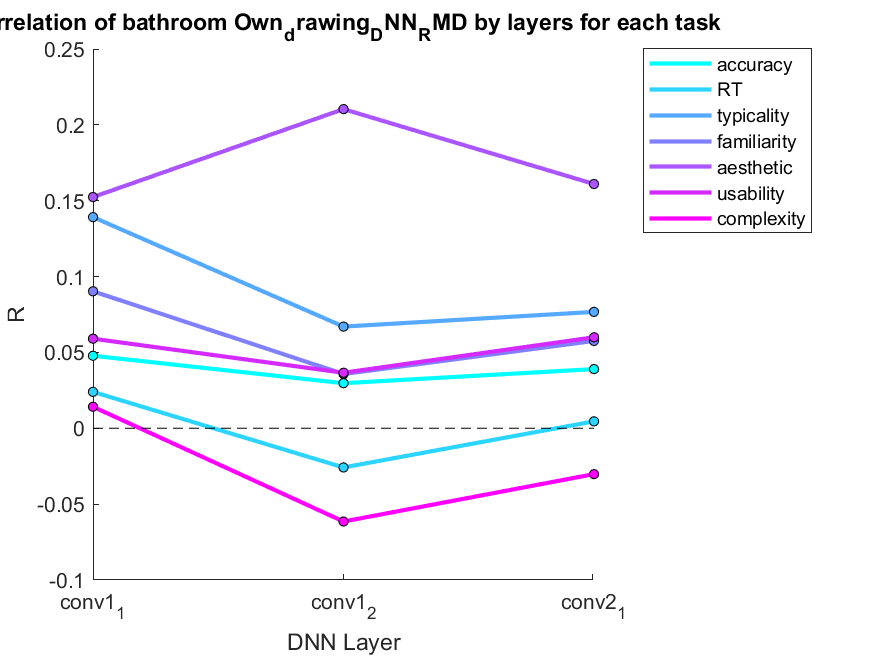 rrelation of bathroom Own_drawing_DNN_RMD by layers for each task
0.25
0.2
0.15
0.1
0.05
0
-0.05
-0.1
R
conv1_1 conv1_2 conv2_1
DNN Layer
accuracy
RT
typicality
familiarity
aesthetic
usability
complexity